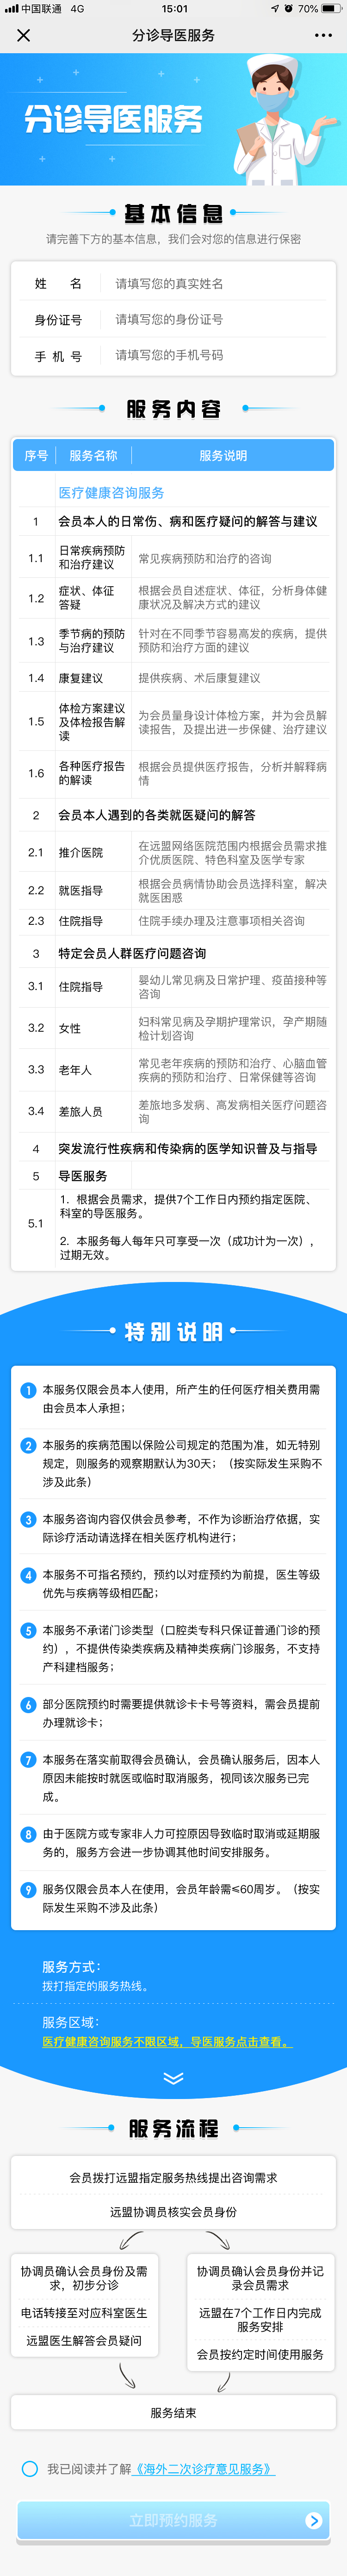 中国联通 4G
15:01
70%
分诊导医服务
分诊导医服务
基本信息
请完善下方的基本信息，我们会对您的信息进行保密
姓 名 请填写您的真实姓名
身份证号 请填写您的身份证号
手 机 号 请填写您的手机号码
服务内容
序号 服务名称 服务说明
医疗健康咨询服务
1 会员本人的日常伤、病和医疗疑问的解答与建议
1.1 日常疾病预防
和治疗建议
常见疾病预防和治疗的咨询
1.2 症状、体征
答疑
根据会员自述症状、体征，分析身体健
康状况及解决方式的建议
1.3 季节病的预防
与治疗建议
针对在不同季节容易高发的疾病，提供
预防和治疗方面的建议
1.4 康复建议 提供疾病、术后康复建议
1.5 体检方案建议
及体检报告解
读
为会员量身设计体检方案，并为会员解
读报告，及提出进一步保健、治疗建议
1.6 各种医疗报告
的解读
根据会员提供医疗报告，分析并解释病
情
2 会员本人遇到的各类就医疑问的解答
2.1 推介医院
在远盟网络医院范围内根据会员需求推
介优质医院、特色科室及医学专家
2.2 就医指导
根据会员病情协助会员选择科室，解决
就医困惑
2.3 住院指导 住院手续办理及注意事项相关咨询
3 特定会员人群医疗问题咨询
3.1 住院指导
婴幼儿常见病及日常护理、疫苗接种等
咨询
3.2 女性
妇科常见病及孕期护理常识，孕产期随
检计划咨询
3.3 老年人
常见老年疾病的预防和治疗、心脑血管
疾病的预防和治疗、日常保健等咨询
3.4 差旅人员
差旅地多发病、高发病相关医疗问题咨
询
4 突发流行性疾病和传染病的医学知识普及与指导
5 导医服务
5.1 1. 根据会员需求，提供7个工作日内预约指定医院、
科室的导医服务。
2. 本服务每人每年只可享受一次（成功计为一次），
过期无效。
特别说明
1 本服务仅限会员本人使用，所产生的任何医疗相关费用需
由会员本人承担；
2 本服务的疾病范围以保险公司规定的范围为准，如无特别
规定，则服务的观察期默认为30天；（按实际发生采购不
涉及此条）
3 本服务咨询内容仅供会员参考，不作为诊断治疗依据，实
际诊疗活动请选择在相关医疗机构进行；
4 本服务不可指名预约，预约以对症预约为前提，医生等级
优先与疾病等级相匹配；
5 本服务不承诺门诊类型（口腔类专科只保证普通门诊的预
约），不提供传染类疾病及精神类疾病门诊服务，不支持
产科建档服务；
6 部分医院预约时需要提供就诊卡卡号等资料，需会员提前
办理就诊卡；
7 本服务在落实前取得会员确认，会员确认服务后，因本人
原因未能按时就医或临时取消服务，视同该次服务已完
成。
8 由于医院方或专家非人力可控原因导致临时取消或延期服
务的，服务方会进一步协调其他时间安排服务。
9 服务仅限会员本人在使用，会员年龄需≤60周岁。（按实
际发生采购不涉及此条）
服务方式：
拨打指定的服务热线。
服务区域：
医疗健康咨询服务不限区域，导医服务点击查看。
服务流程
会员拨打远盟指定服务热线提出咨询需求
远盟协调员核实会员身份
协调员确认会员身份及需
求，初步分诊
电话转接至对应科室医生
远盟医生解答会员疑问
协调员确认会员身份并记
录会员需求
远盟在7个工作日内完成
服务安排
会员按约定时间使用服务
服务结束
我已阅读并了解《海外二次诊疗意见服务》
立即预约服务